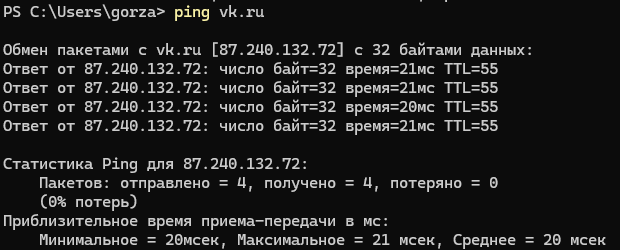 PS C:\Users\gorza> ping vk.ru
Обмен пакетами с vk.ru [87.240.132.72] с 32 байтами данных:
Ответ от 87.240.132.72: число байт=32 время=21мс TTL=55
Ответ от 87.240.132.72: число байт=32 время=21мс TTL=55
Ответ от 87.240.132.72: число байт=32 время=20мс TTL=55
Ответ от 87.240.132.72: число байт=32 время=21мс TTL=55
Статистика Ping для 87.240.132.72:
Пакетов: отправлено = 4, получено = 4, потеряно = 0
(0% потерь)
Приблизительное время приема-передачи в мс:
Минимальное = 20мсек, Максимальное = 21 мсек, Среднее = 20 мсек